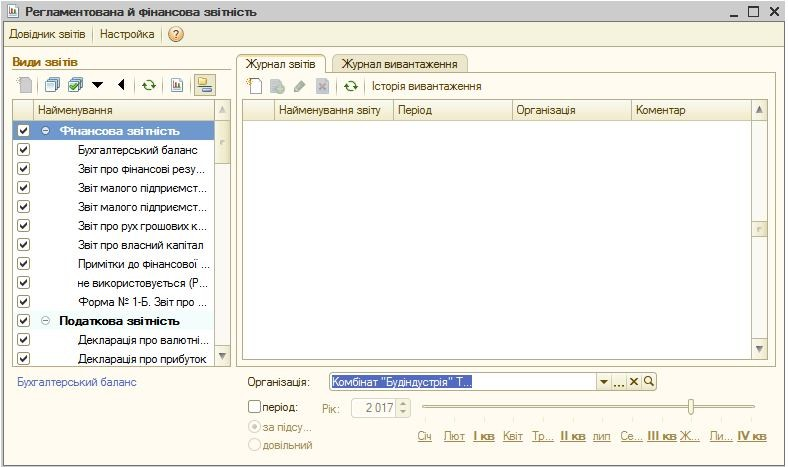 Регламентована й фінансова звітність
Довідник звітів Настройка ?
Види звітів
Журнал звітів Журнал вивантаження
Історія вивантаження
Найменування
Найменування звіту Період Організація Коментар
Фінансова звітність
Бухгалтерський баланс
Звіт про фінансові резу...
Звіт малого підприємст...
Звіт малого підприємст...
Звіт про рух грошових к...
Звіт про власний капітал
Примітки до фінансової ...
не використовується (Р...
Форма № 1-Б. Звіт про ...
Податкова звітність
Декларація про валютні...
Декларація про прибуток
Бухгалтерський баланс
Організація: Комбінат "Будіндустрія" Т...
період: Рік: 2 017
за підсу...
довільний
Січ Лют I кв Квіт Тр... II кв лип Се... III кв Ж... Ли... IV кв